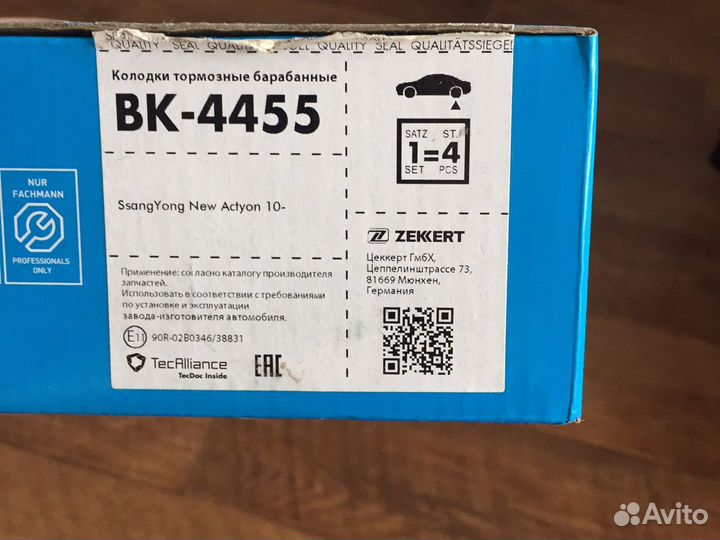 QUALITY SEAL QUALITY SEAL QUALITÄTSSIEGEL
Колодки тормозные барабанные
BK-4455
SATZ ST.
1=4
SET PCS
NUR
FACHMANN
PROFESSIONALS
ONLY
SsangYong New Actyon 10-
ZEKKERT
Цеккерт ГмбХ,
Цеппелинштрассе 73,
81669 Мюнхен,
Германия
Применение: согласно каталогу производителя
запчастей.
Использовать в соответствии с требованиями
по установке и эксплуатации
завода-изготовителя автомобиля.
E11 90R-02B0346/38831
TecAlliance
TecDoc Inside
EAC
Avito